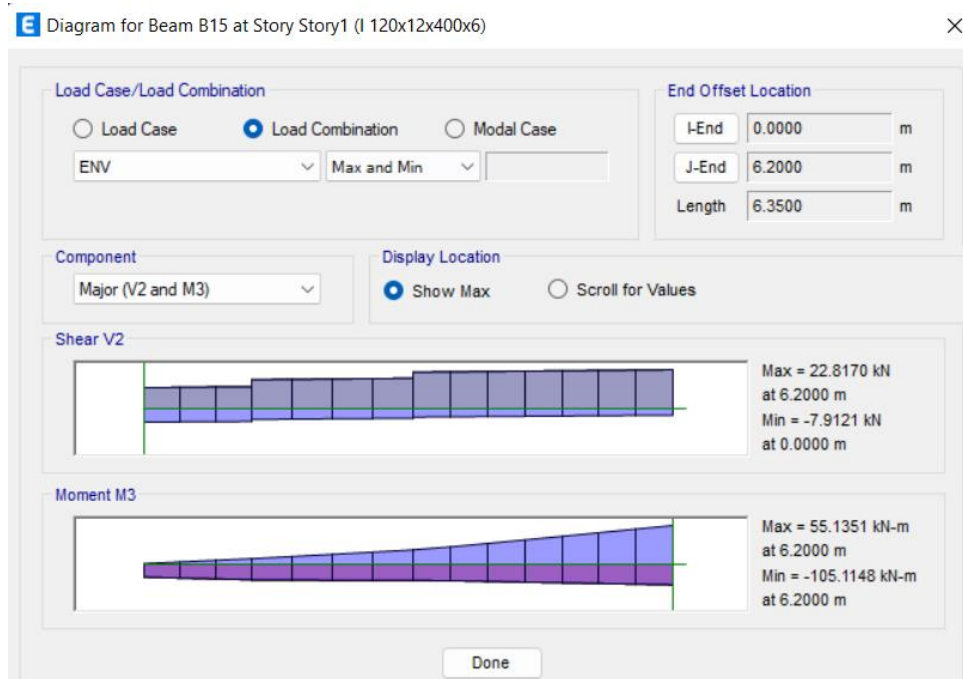 E Diagram for Beam B15 at Story Story1 (I 120x12x400x6)
Load Case/Load Combination
Load Case Load Combination Modal Case
ENV Max and Min
End Offset Location
I-End 0.0000 m
J-End 6.2000 m
Length 6.3500 m
Component
Major (V2 and M3)
Display Location
Show Max Scroll for Values
Shear V2
Max = 22.8170 kN
at 6.2000 m
Min = -7.9121 kN
at 0.0000 m
Moment M3
Max = 55.1351 kN-m
at 6.2000 m
Min = -105.1148 kN-m
at 6.2000 m
Done